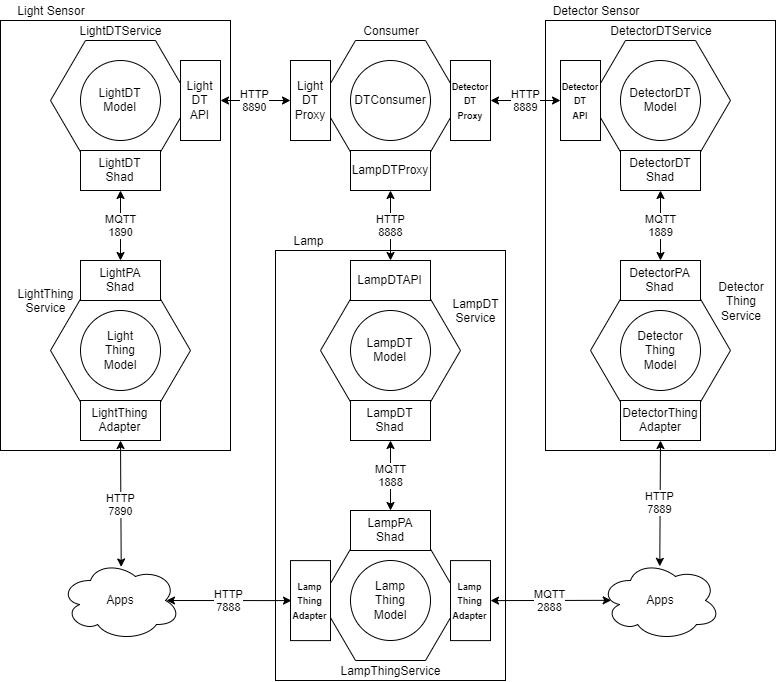 Light Sensor
Detector Sensor
LightDTService
Consumer
DetectorDTService
LightDT
Model
Light
DT
API
HTTP
8890
Light
DT
Proxy
DTConsumer
Detector
DT
Proxy
HTTP
8889
Detector
DT
API
DetectorDT
Model
LightDT
Shad
LampDTProxy
DetectorDT
Shad
MQTT
1890
HTTP
8888
MQTT
1889
Lamp
LightPA
Shad
LampDTAPI
DetectorPA
Shad
LightThing
Service
LampDT
Service
Detector
Thing
Service
Light
Thing
Model
LampDT
Model
Detector
Thing
Model
LightThing
Adapter
LampDT
Shad
DetectorThing
Adapter
MQTT
1888
HTTP
7890
HTTP
7889
LampPA
Shad
Apps
HTTP
7888
Lamp
Thing
Adapter
Lamp
Thing
Model
Lamp
Thing
Adapter
MQTT
2888
Apps
LampThingService